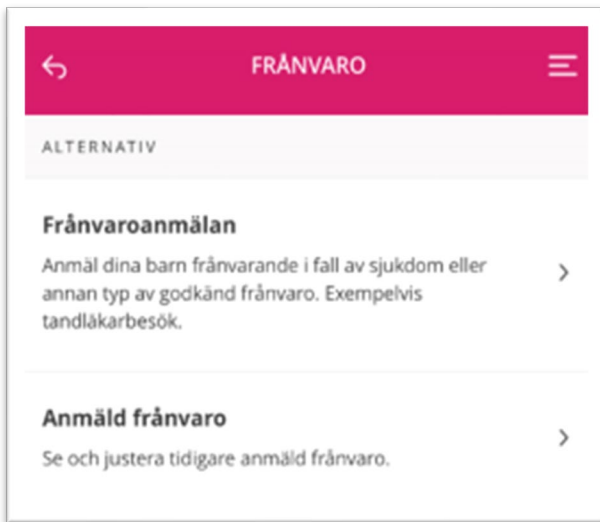 FRÅNVARO
ALTERNATIV
Frånvaroanmälan
Anmäl dina barn frånvarande i fall av sjukdom eller
annan typ av godkänd frånvaro. Exempelvis
tandläkarbesök.
Anmäld frånvaro
Se och justera tidigare anmäld frånvaro.